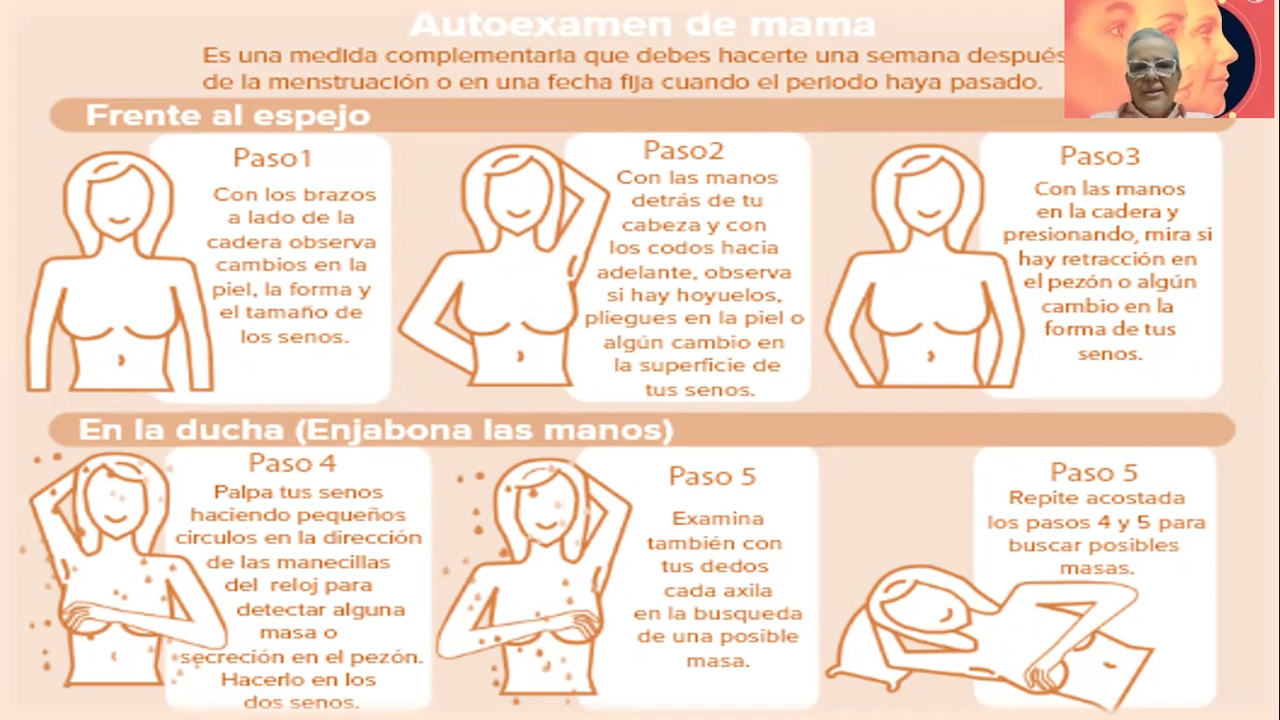 Autoexamen de mama
Es una medida complementaria que debes hacerte una semana después
de la menstruación o en una fecha fija cuando el periodo haya pasado.
Frente al espejo
Paso1
Con los brazos
a lado de la
cadera observa
cambios en la
piel, la forma y
el tamaño de
los senos.
Paso2
Con las manos
detrás de tu
cabeza y con
los codos hacia
adelante, observa
si hay hoyuelos,
pliegues en la piel o
algún cambio en
la superficie de
tus senos.
Paso3
Con las manos
en la cadera y
presionando, mira si
hay retracción en
el pezón o algún
cambio en la
forma de tus
senos.
En la ducha (Enjabona las manos)
Paso 4
Palpa tus senos
haciendo pequeños
circulos en la dirección
de las manecillas
del reloj para
detectar alguna
masa o
secreción en el pezón.
Hacerlo en los
dos senos.
Paso 5
Examina
también con
tus dedos
cada axila
en la busqueda
de una posible
masa.
Paso 5
Repite acostada
los pasos 4 y 5 para
buscar posibles
masas.